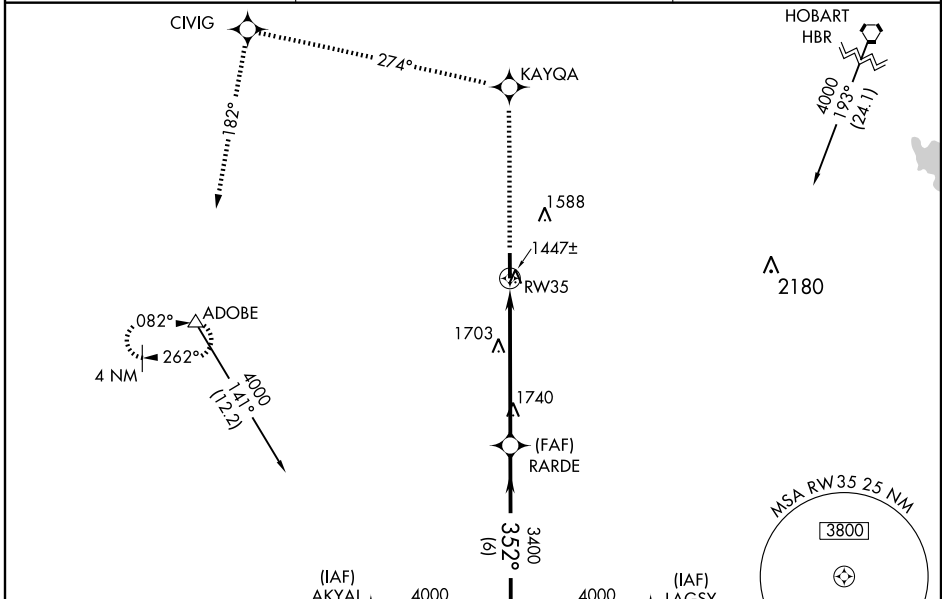 CIVIG
HOBART
HBR
274°
KAYQA
182°
4000
193°
(24.1)
1588
1447±
RW35
2180
ADOBE
082°
262°
4 NM
1703
4000
141°
(12.2)
1740
(FAF)
RARDE
MSA RW35 25 NM
3800
3400
352°
(6)
(IAF)
4000
4000
(IAF)